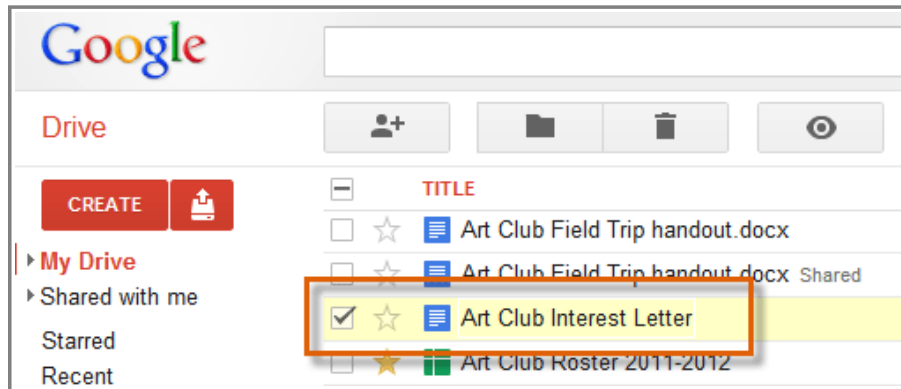 Google
Drive
CREATE
My Drive
Shared with me
Starred
Recent
TITLE
Art Club Field Trip handout.docx
Art Club Field Trip handout.docx Shared
Art Club Interest Letter
Art Club Roster 2011-2012